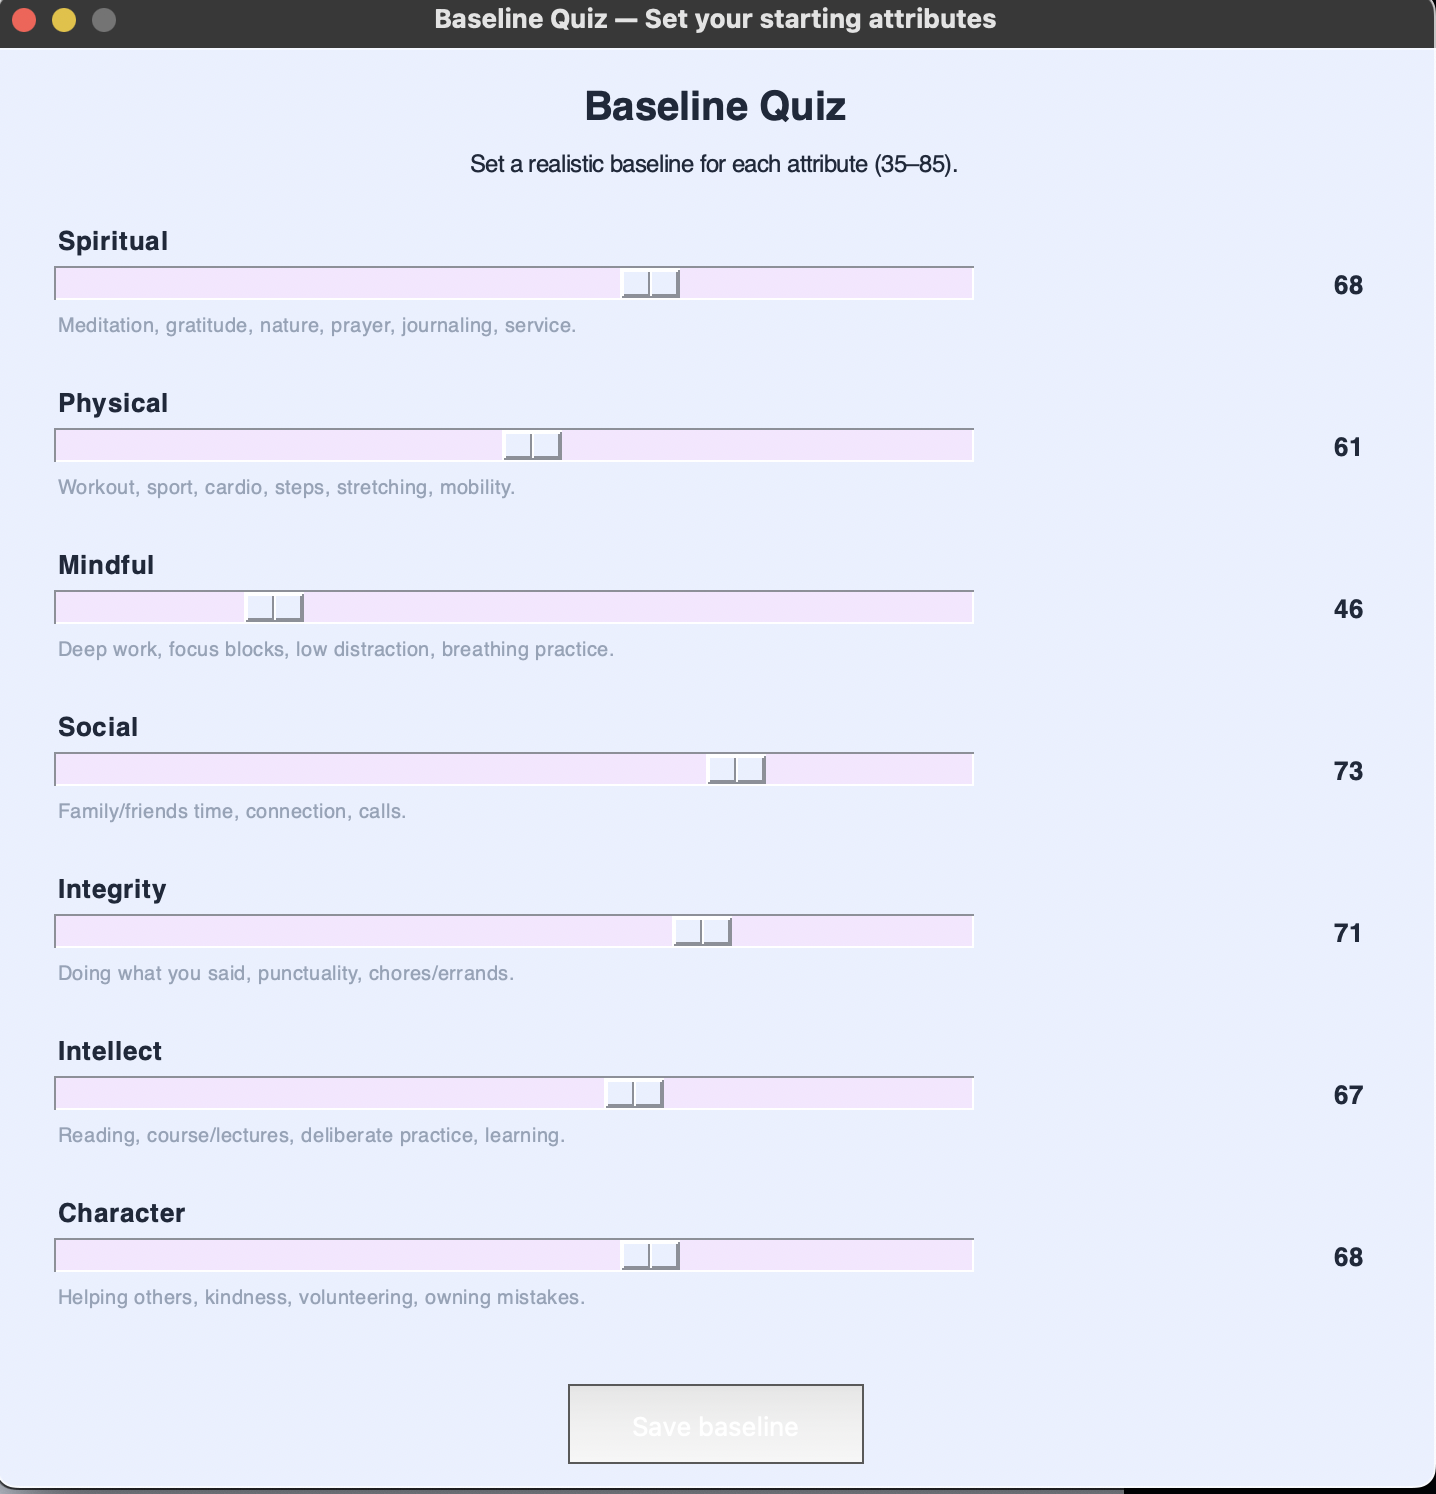 Baseline Quiz — Set your starting attributes
Baseline Quiz
Set a realistic baseline for each attribute (35–85).
Spiritual
68
Meditation, gratitude, nature, prayer, journaling, service.
Physical
61
Workout, sport, cardio, steps, stretching, mobility.
Mindful
46
Deep work, focus blocks, low distraction, breathing practice.
Social
73
Family/friends time, connection, calls.
Integrity
71
Doing what you said, punctuality, chores/errands.
Intellect
67
Reading, course/lectures, deliberate practice, learning.
Character
68
Helping others, kindness, volunteering, owning mistakes.
Save baseline